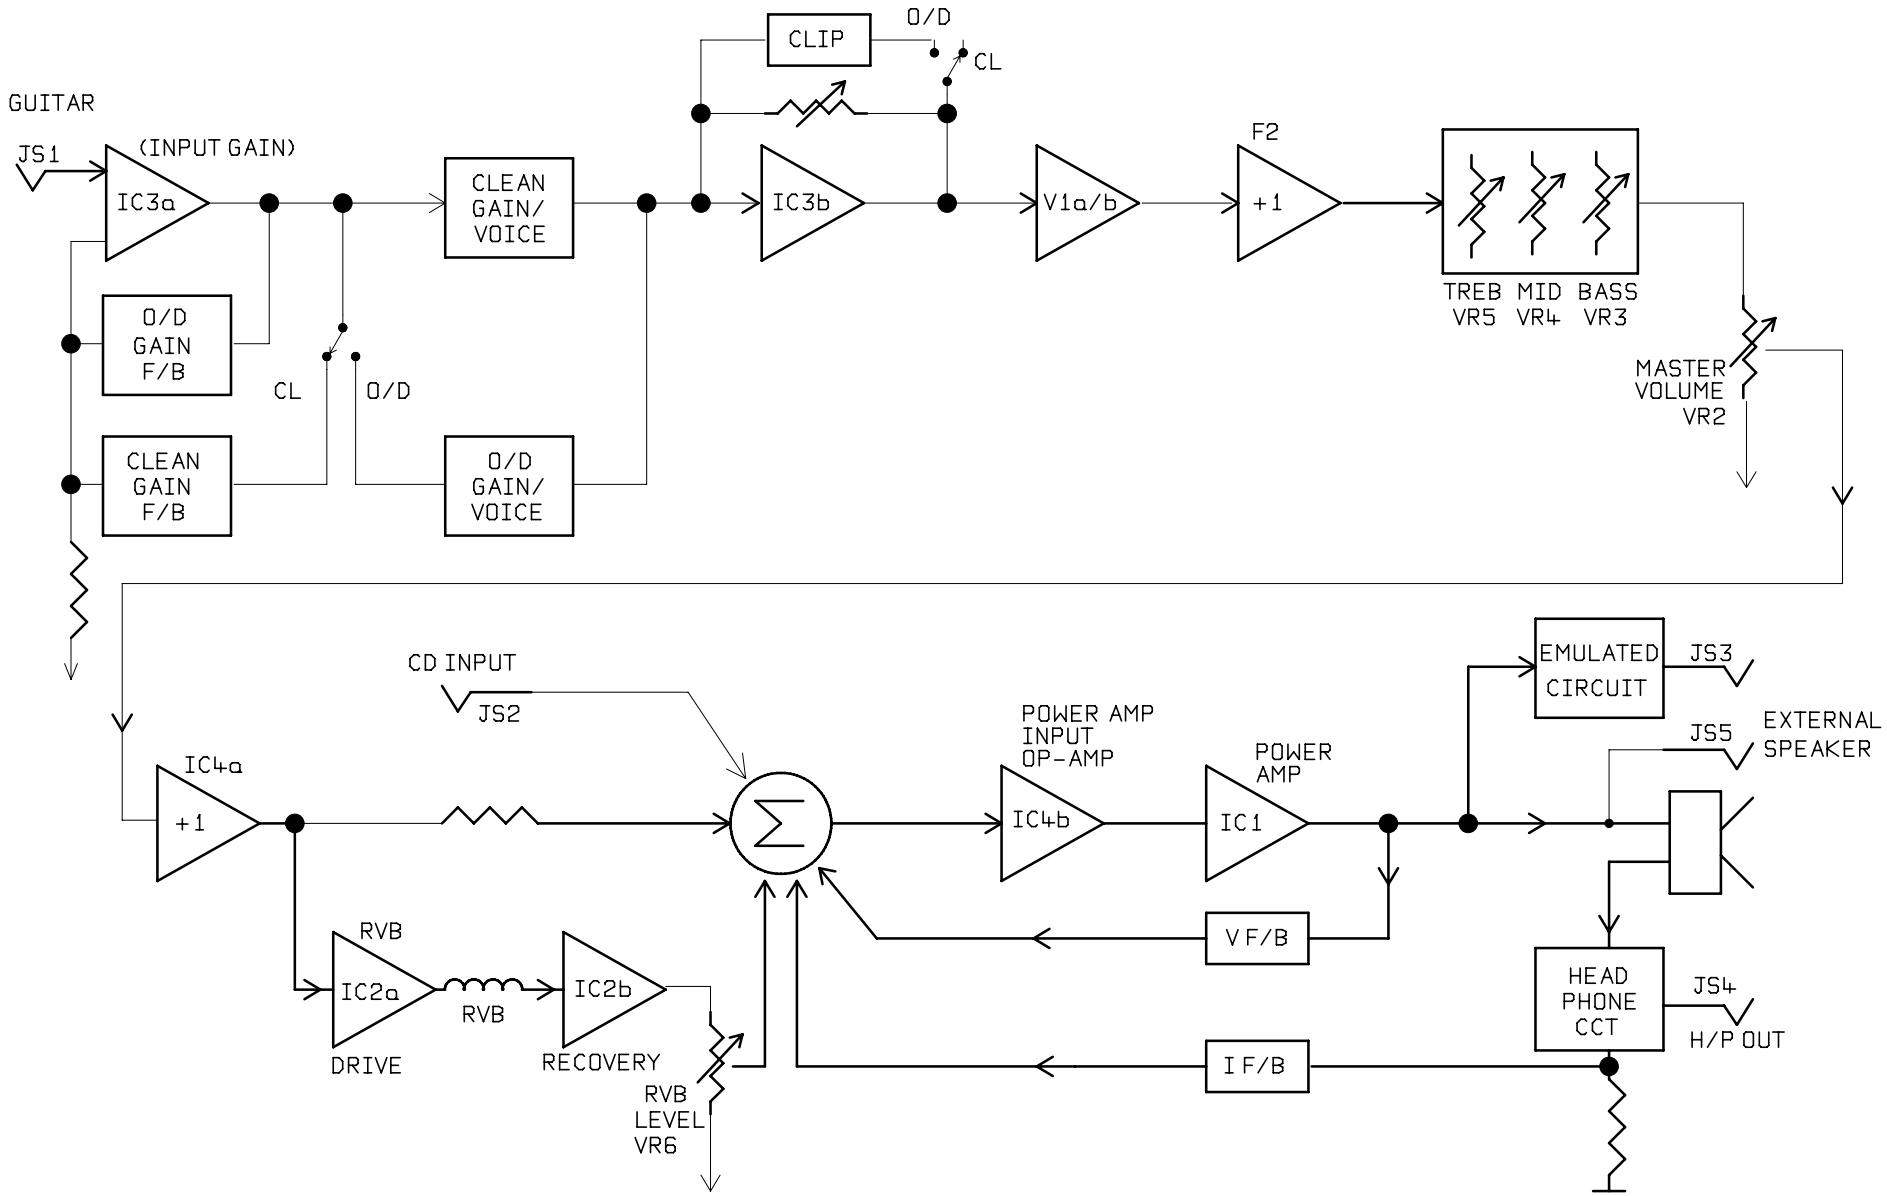 O/D
CLIP
CL
GUITAR
JS1
(INPUT GAIN)
IC3a
CLEAN
GAIN/
VOICE
IC3b
V1a/b
F2
+1
TREB MID BASS
VR5 VR4 VR3
O/D
GAIN
F/B
CL
O/D
MASTER
VOLUME
VR2
CLEAN
GAIN
F/B
O/D
GAIN/
VOICE
CD INPUT
JS2
EMULATED
CIRCUIT
JS3
POWER AMP
INPUT
OP-AMP
POWER
AMP
JS5
EXTERNAL
SPEAKER
IC4a
+1
Σ
IC4b
IC1
RVB
IC2a
DRIVE
RVB
IC2b
RECOVERY
V F/B
HEAD
PHONE
CCT
JS4
H/P OUT
I F/B
RVB
LEVEL
VR6